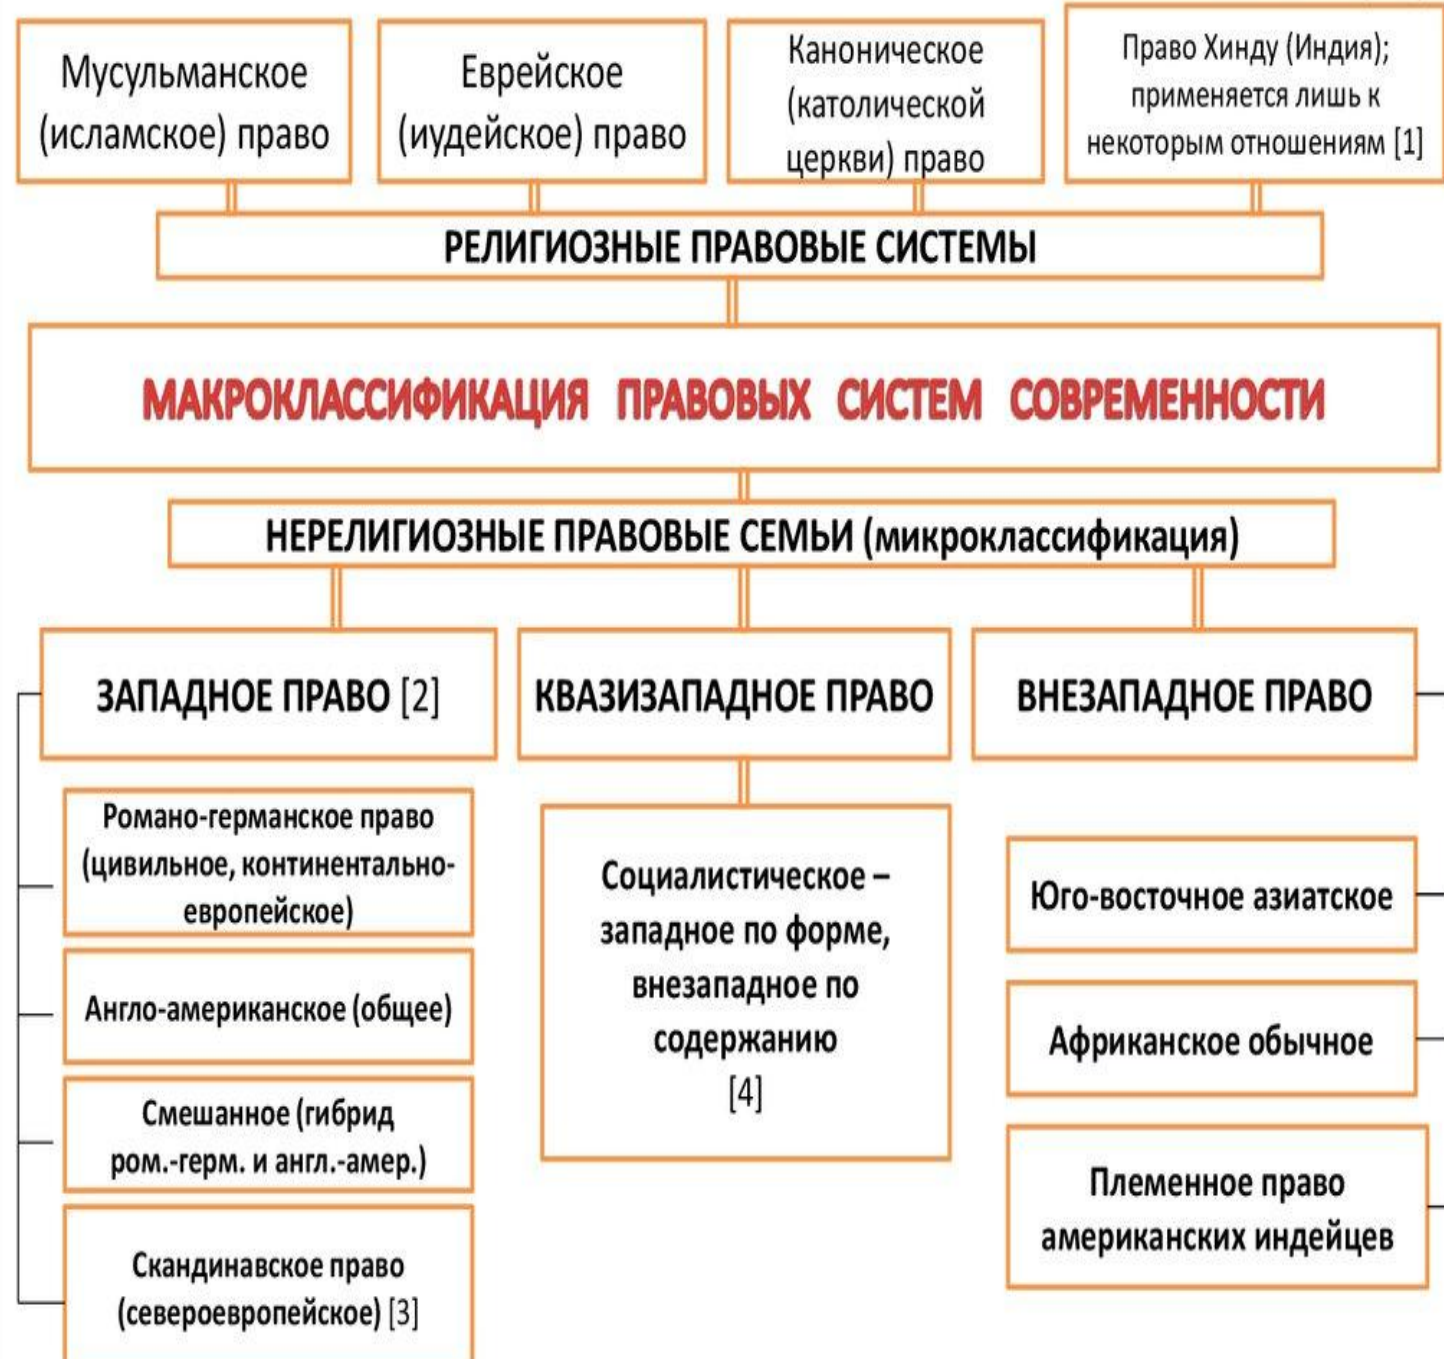 Мусульманское
(исламское) право
Еврейское
(иудейское) право
Каноническое
(католической
церкви) право
Право Хинду (Индия);
применяется лишь к
некоторым отношениям [1]
РЕЛИГИОЗНЫЕ ПРАВОВЫЕ СИСТЕМЫ
МАКРОКЛАССИФИКАЦИЯ ПРАВОВЫХ СИСТЕМ СОВРЕМЕННОСТИ
НЕРЕЛИГИОЗНЫЕ ПРАВОВЫЕ СЕМЬИ (микроклассификация)
ЗАПАДНОЕ ПРАВО [2]
КВАЗИЗАПАДНОЕ ПРАВО
ВНЕЗАПАДНОЕ ПРАВО
Романо-германское право
(цивильное, континентально-
европейское)
Англо-американское (общее)
Смешанное (гибрид
ром.-герм. и англ.-амер.)
Скандинавское право
(североевропейское) [3]
Социалистическое –
западное по форме,
внезападное по
содержанию
[4]
Юго-восточное азиатское
Африканское обычное
Племенное право
американских индейцев